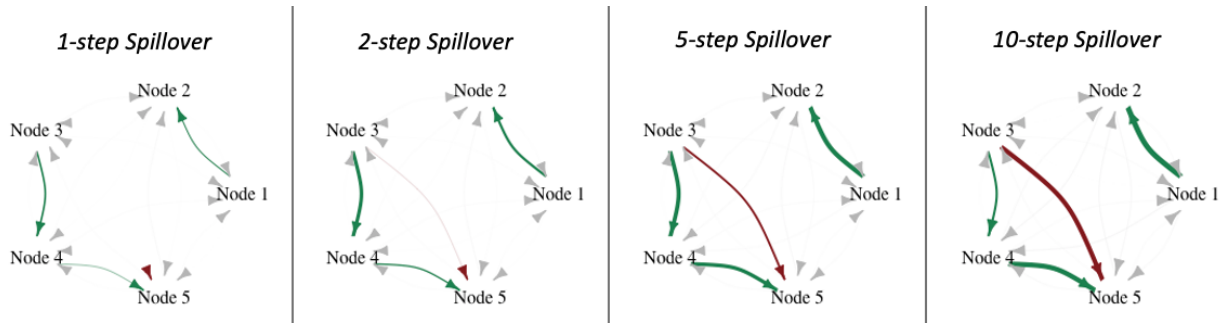 1-step Spillover
Node 2
Node 3
Node 1
Node 4
Node 5
2-step Spillover
Node 2
Node 3
Node 1
Node 4
Node 5
5-step Spillover
Node 2
Node 3
Node 1
Node 4
Node 5
10-step Spillover
Node 2
Node 3
Node 1
Node 4
Node 5